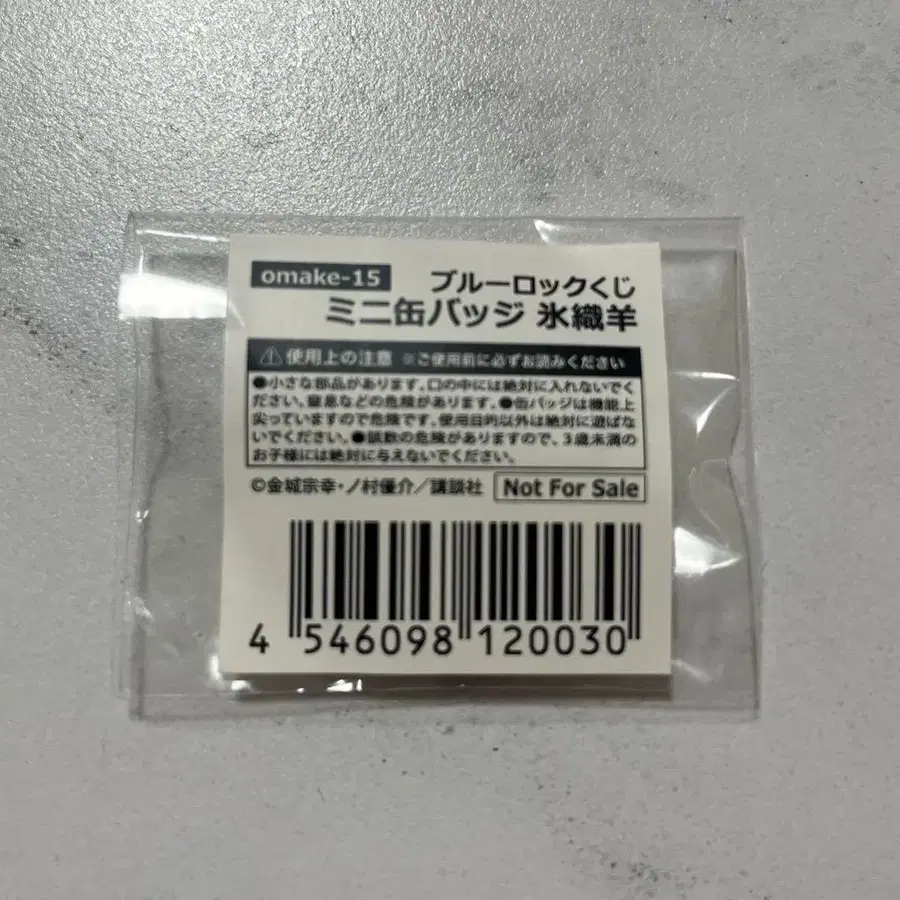 omake-15 ブルーロックくじ
ミニ缶バッジ 氷織羊
⚠使用上の注意 ※ご使用前に必ずお読みください
●小さな部品があります。口の中には絶対に入れないでく
ださい。窒息などの危険があります。●缶バッジは機能上
尖っていますので危険です。使用目的以外は絶対に遊ばな
いでください。●誤飲の危険がありますので、3歳未満の
お子様には絶対に与えないでください。
©金城宗幸・ノ村優介/講談社 Not For Sale
4 546098 120030